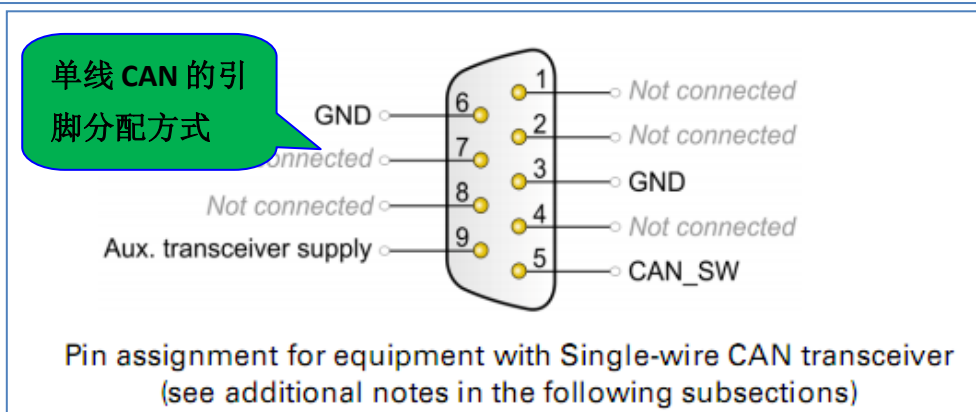 单线 CAN 的引
脚分配方式
1 Not connected
6 GND
2 Not connected
7 connected
3 GND
8 Not connected
4 Not connected
9 Aux. transceiver supply
5 CAN_SW
Pin assignment for equipment with Single-wire CAN transceiver
(see additional notes in the following subsections)